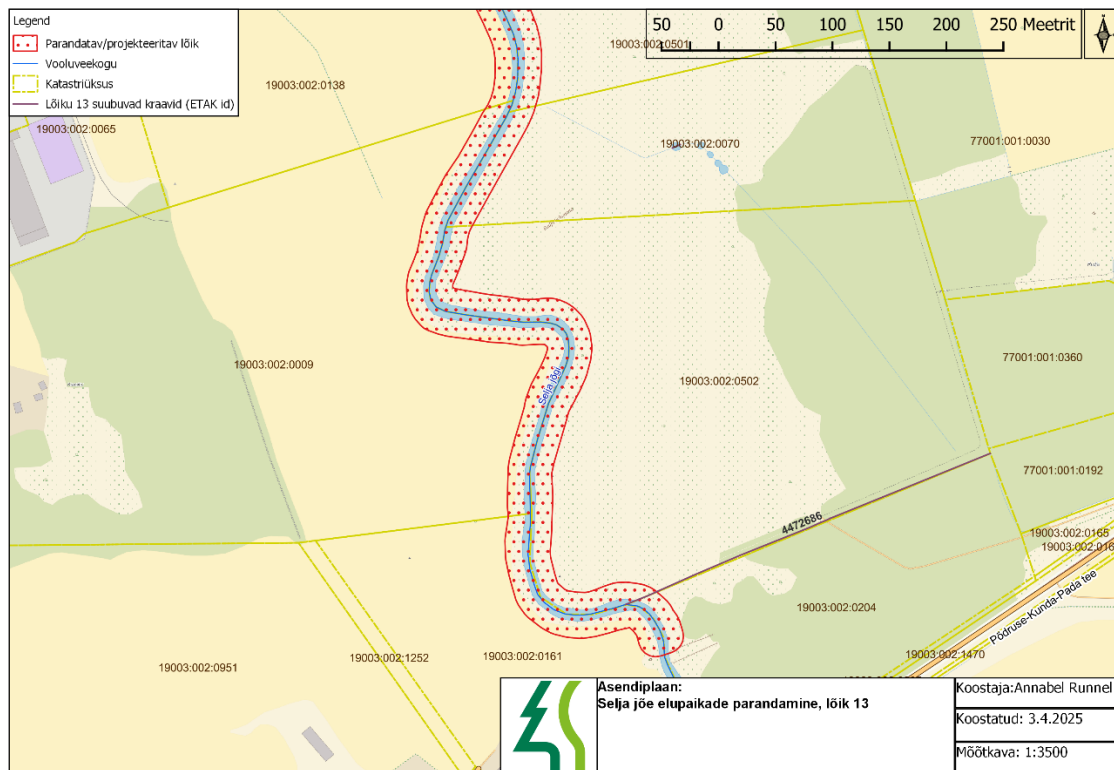 Legend
Parandatav/projekteeritav lõik
Vooluveekogu
Katastriüksus
Lõiku 13 suubuvad kraavid (ETAK id)
50 0 50 100 150 200 250 Meetrit
19003:002:0501
19003:002:0138
19003:002:0065
19003:002:0070
77001:001:0030
19003:002:0009
Selja jõgi
77001:001:0360
19003:002:0502
77001:001:0192
4472686
19003:002:0165
Põdruse-Kunda-Pada tee
19003:002:0204
19003:002:0951
19003:002:1252
19003:002:0161
19003:002:1470
Asendiplaan:
Selja jõe elupaikade parandamine, lõik 13
Koostaja:Annabel Runnel
Koostatud: 3.4.2025
Mõõtkava: 1:3500